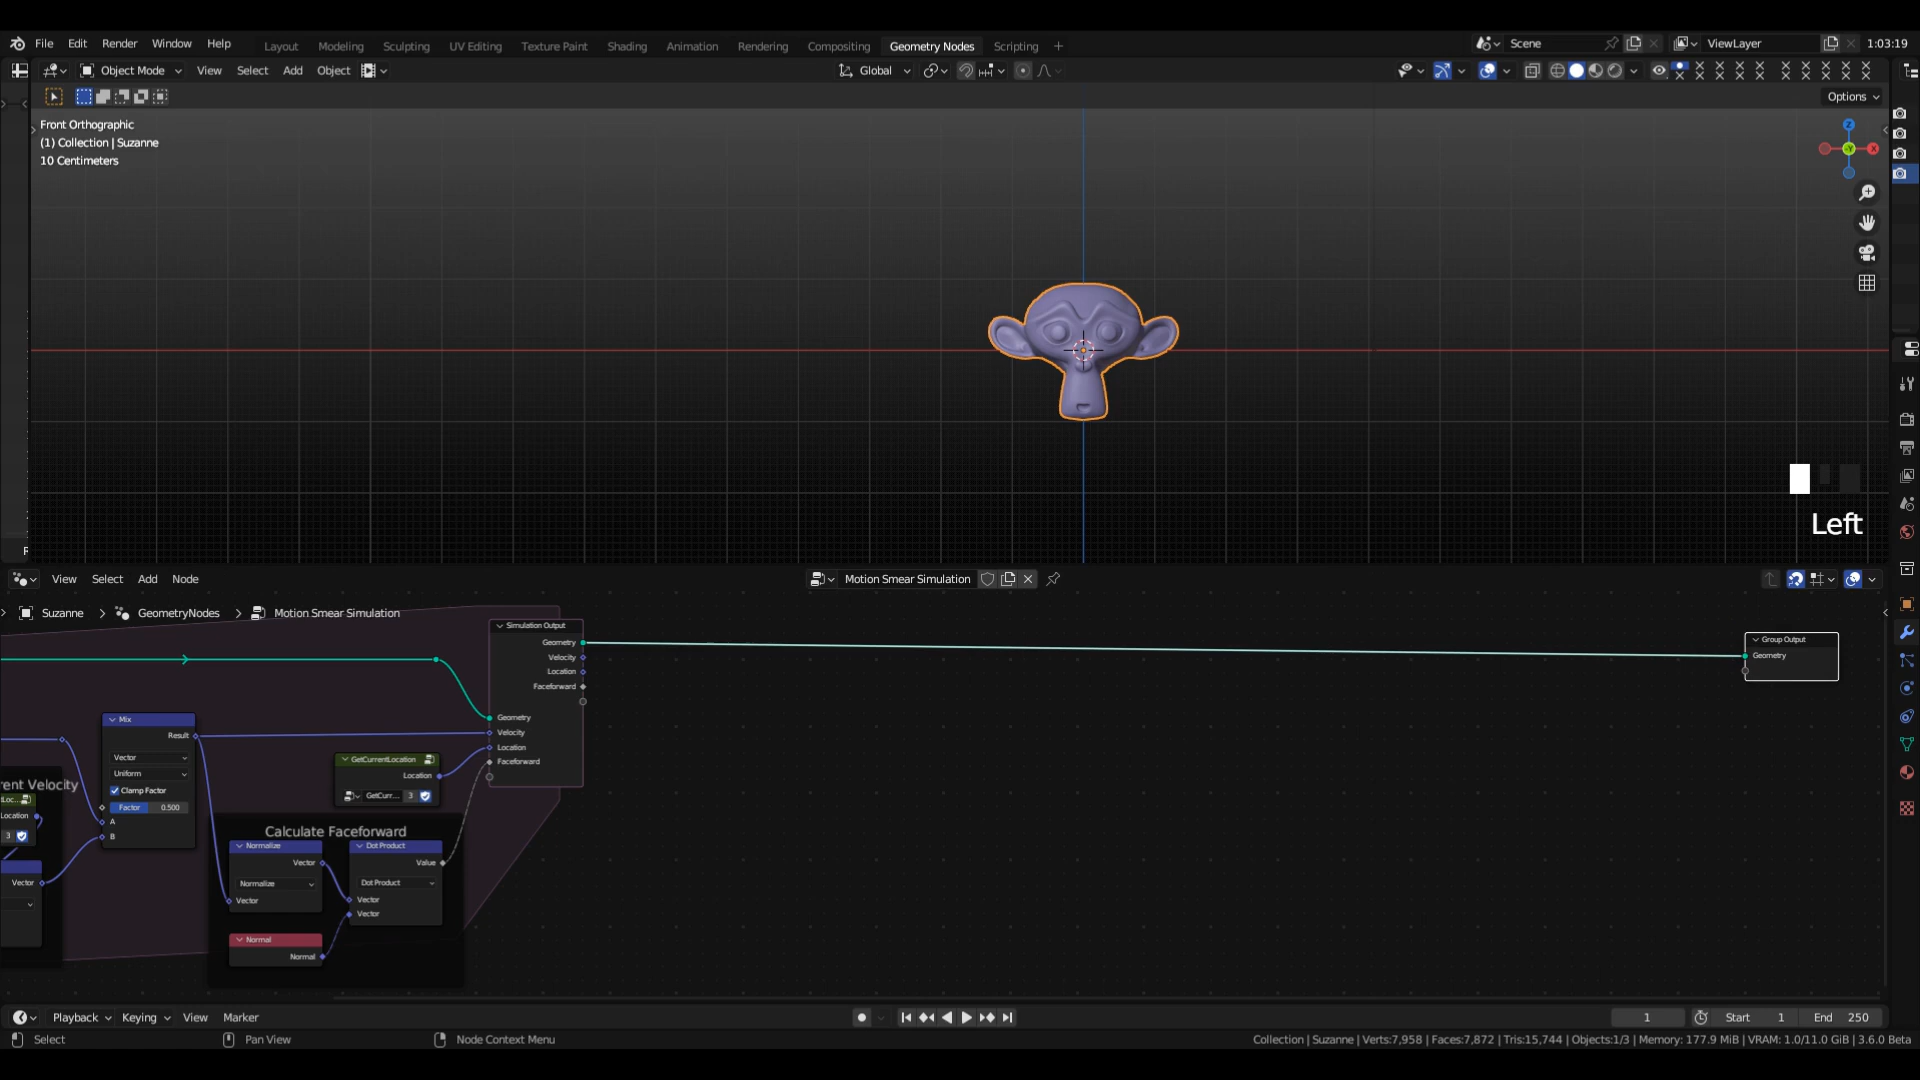 File Edit Render Window Help Layout Modeling Sculpting UV Editing Texture Paint Shading Animation Rendering Compositing Geometry Nodes Scripting + Scene ViewLayer 1:03:19
Object Mode View Select Add Object Global
Options
Front Orthographic
(1) Collection | Suzanne
10 Centimeters
Z
Y X
Left
View Select Add Node Motion Smear Simulation
Suzanne > GeometryNodes > Motion Smear Simulation
Simulation Output
Geometry
Velocity
Location
Faceforward
Geometry
Velocity
Location
Faceforward
Group Output
Geometry
Mix
Result
Vector
Uniform
Clamp Factor
Factor 0.500
A
B
rent Velocity
Location
3
Vector
GetCurrentLocation
Location
GetCurr... 3
Calculate Faceforward
Normalize
Vector
Normalize
Vector
Dot Product
Value
Dot Product
Vector
Vector
Normal
Normal
Playback Keying View Marker 1 Start 1 End 250
Select Pan View Node Context Menu Collection | Suzanne | Verts:7,958 | Faces:7,872 | Tris:15,744 | Objects:1/3 | Memory: 177.9 MiB | VRAM: 1.0/11.0 GiB | 3.6.0 Beta